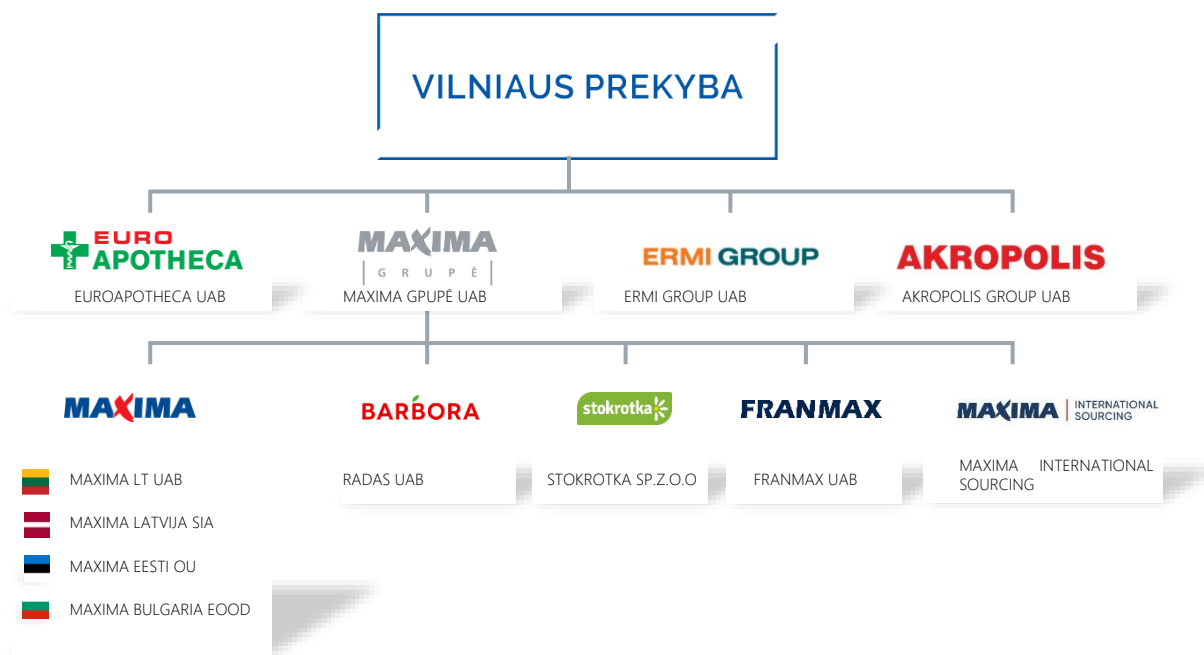 VILNIAUS PREKYBA
EURO
APOTHECA
MAXIMA
GRUPĖ
ERMI GROUP
AKROPOLIS
EUROAPOTHECA UAB
MAXIMA GPUPĖ UAB
ERMI GROUP UAB
AKROPOLIS GROUP UAB
MAXIMA
BARBORA
stokrotka
FRANMAX
MAXIMA
INTERNATIONAL
SOURCING
MAXIMA LT UAB
RADAS UAB
STOKROTKA SP.Z.O.O
FRANMAX UAB
MAXIMA INTERNATIONAL
SOURCING
MAXIMA LATVIJA SIA
MAXIMA EESTI OU
MAXIMA BULGARIA EOOD